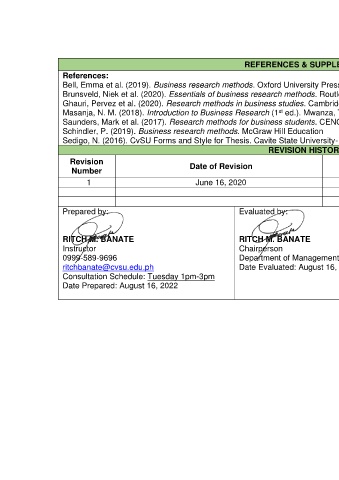 REFERENCES & SUPPLE
References:
Bell, Emma et al. (2019). Business research methods. Oxford University Press
Brunsveld, Niek et al. (2020). Essentials of business research methods. Routl
Ghauri, Pervez et al. (2020). Research methods in business studies. Cambrid
Masanja, N. M. (2018). Introduction to Business Research (1st ed.). Mwanza, T
Saunders, Mark et al. (2017). Research methods for business students. CENG
Schindler, P. (2019). Business research methods. McGraw Hill Education
Sedigo, N. (2016). CvSU Forms and Style for Thesis. Cavite State University-
REVISION HISTOR
Revision Number Date of Revision
1 June 16, 2020
Prepared by: Evaluated by:
RITCH M. BANATE RITCH M. BANATE
Instructor Chairperson
0999-589-9696 Department of Management
ritchbanate@cvsu.edu.ph Date Evaluated: August 16,
Consultation Schedule: Tuesday 1pm-3pm
Date Prepared: August 16, 2022